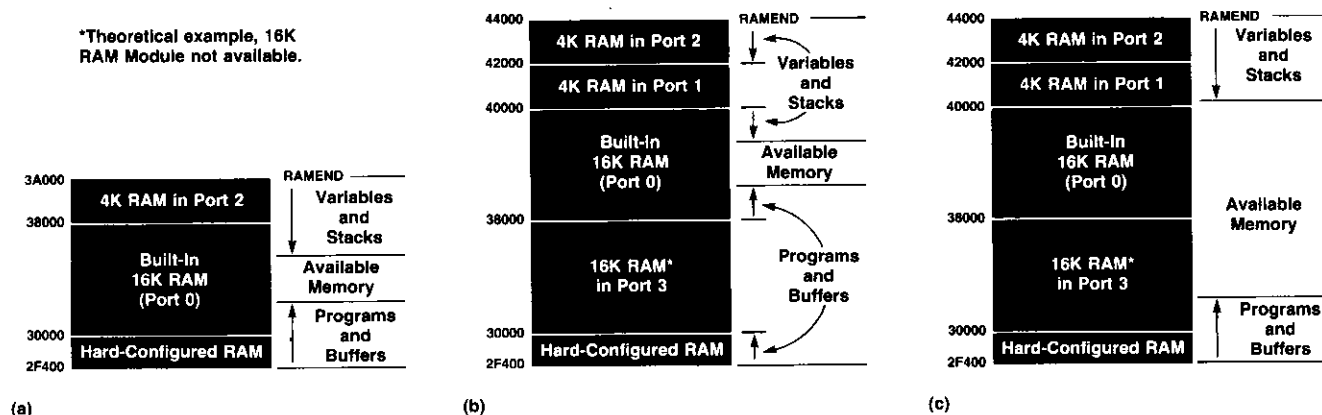 *Theoretical example, 16K
RAM Module not available.
3A000
4K RAM in Port 2
38000
Built-In
16K RAM
(Port 0)
30000
Hard-Configured RAM
2F400
RAMEND
Variables
and
Stacks
Available
Memory
Programs
and
Buffers
(a)
44000
4K RAM in Port 2
42000
4K RAM in Port 1
40000
Built-In
16K RAM
(Port 0)
38000
16K RAM*
in Port 3
30000
Hard-Configured RAM
2F400
RAMEND
Variables
and
Stacks
Available
Memory
Programs
and
Buffers
(b)
44000
4K RAM in Port 2
42000
4K RAM in Port 1
40000
Built-In
16K RAM
(Port 0)
38000
16K RAM*
in Port 3
30000
Hard-Configured RAM
2F400
RAMEND
Variables
and
Stacks
Available
Memory
Programs
and
Buffers
(c)